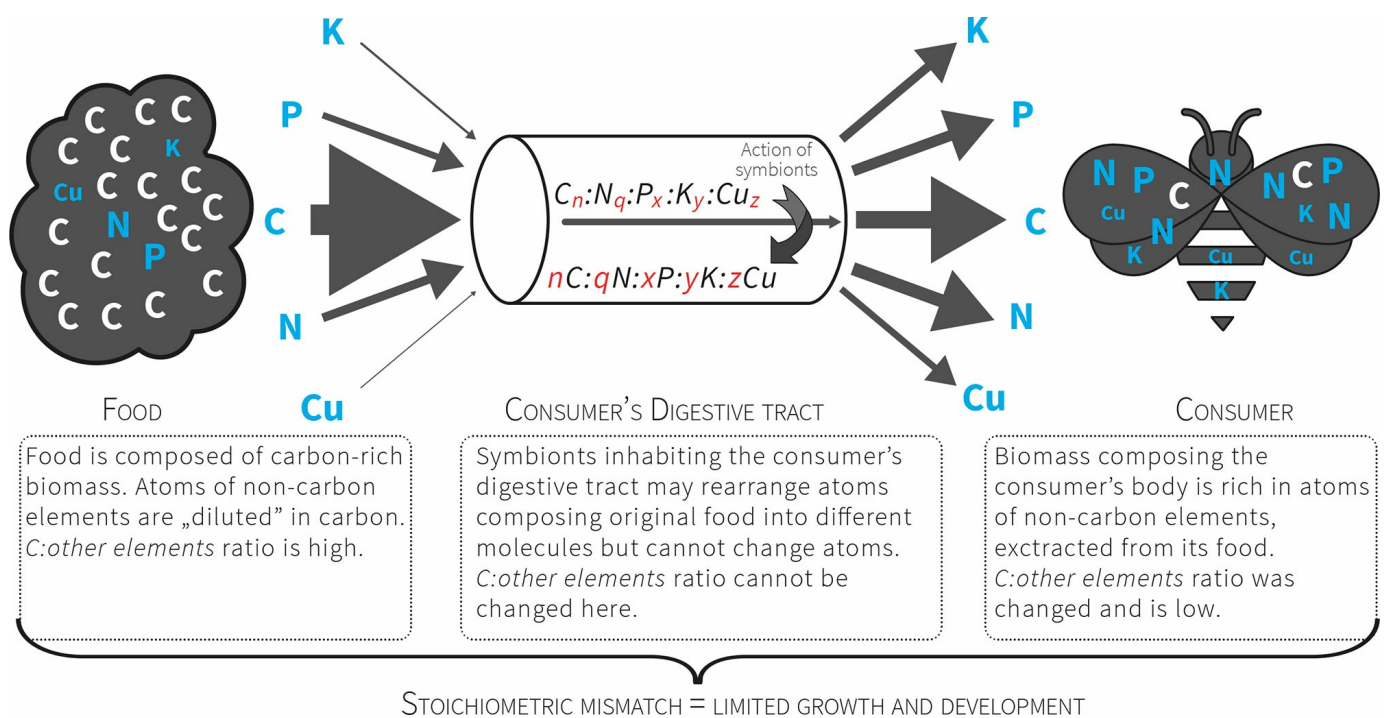 K
P
C
N
Cu
C C C
C C K
Cu C C C
N C C
C P C
C
C C C
C C C
Action of
symbionts
Cn:Nq:Px:Ky:Cuz
nC:qN:xP:yK:zCu
K
P
C
N
Cu
N P C N N C P
Cu N K N
K Cu Cu
K
FOOD
Food is composed of carbon-rich
biomass. Atoms of non-carbon
elements are „diluted” in carbon.
C:other elements ratio is high.
CONSUMER’S DIGESTIVE TRACT
Symbionts inhabiting the consumer’s
digestive tract may rearrange atoms
composing original food into different
molecules but cannot change atoms.
C:other elements ratio cannot be
changed here.
CONSUMER
Biomass composing the
consumer’s body is rich in atoms
of non-carbon elements,
exctracted from its food.
C:other elements ratio was
changed and is low.
STOICHIOMETRIC MISMATCH = LIMITED GROWTH AND DEVELOPMENT